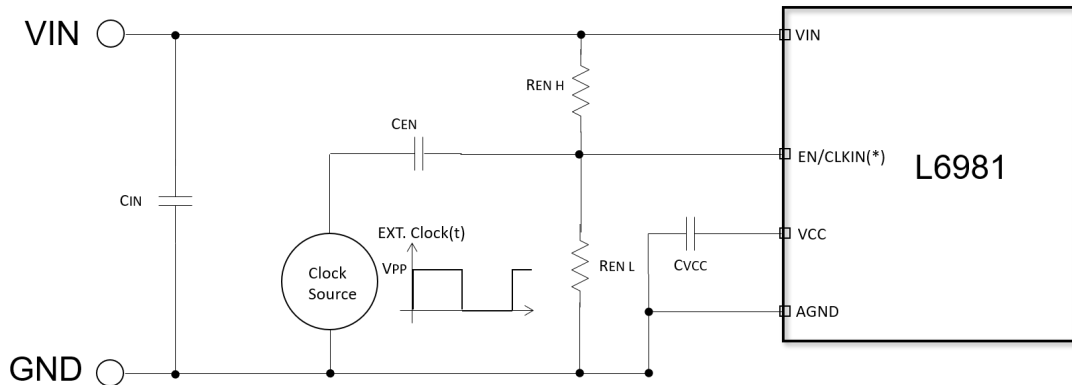 VIN
VIN
REN H
CEN
EN/CLKIN(*)
L6981
CIN
EXT. Clock(t)
VCC
VPP
REN L
CVCC
Clock
Source
AGND
GND